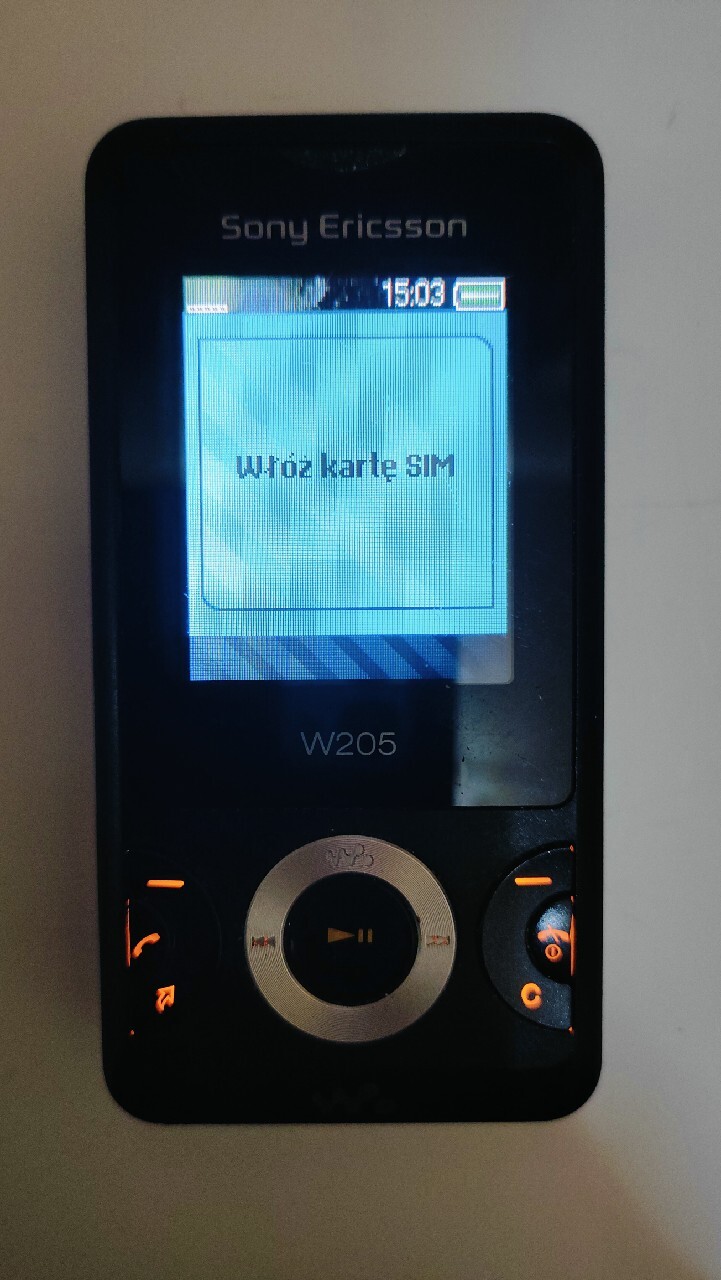 Sony Ericsson
15:03
Włóż kartę SIM
W205